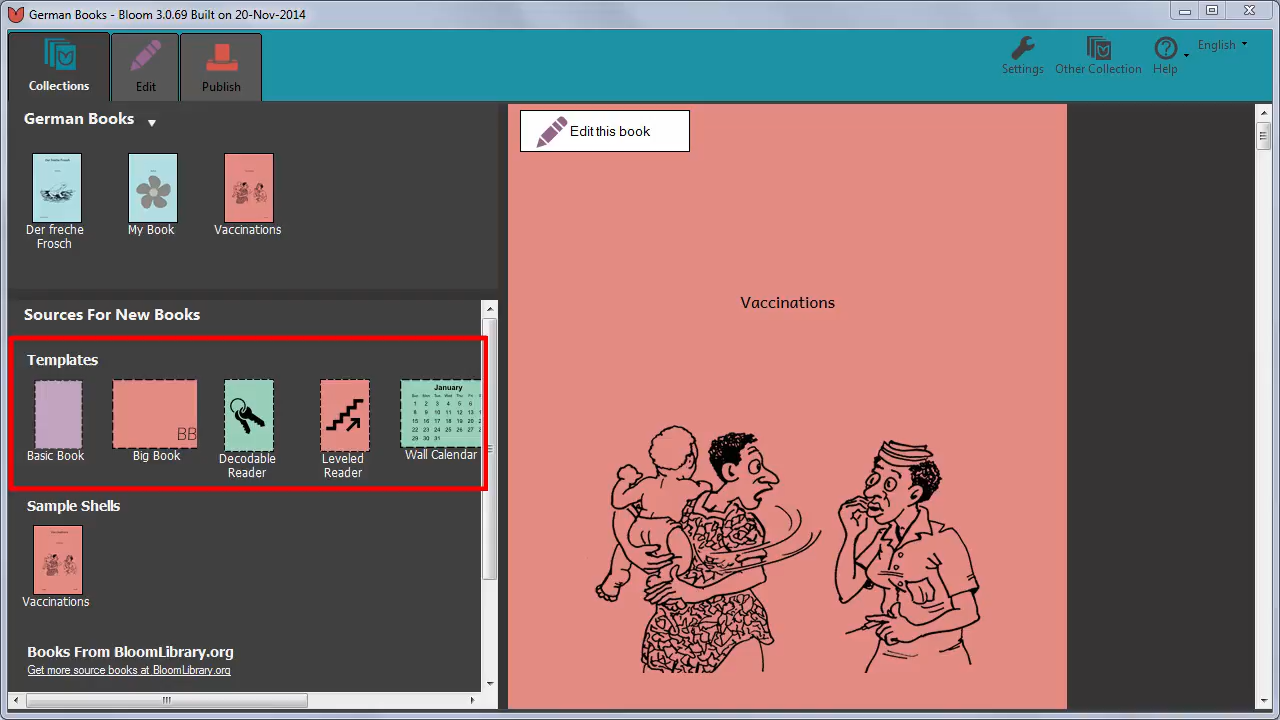 German Books - Bloom 3.0.69 Built on 20-Nov-2014
Collections
Edit
Publish
Settings
Other Collection
Help
English
German Books
Der freche
Frosch
My Book
Vaccinations
Sources For New Books
Templates
BB
January
Basic Book
Big Book
Decodable
Reader
Leveled
Reader
Wall Calendar
Sample Shells
Vaccinations
Books From BloomLibrary.org
Get more source books at BloomLibrary.org
Edit this book
Vaccinations